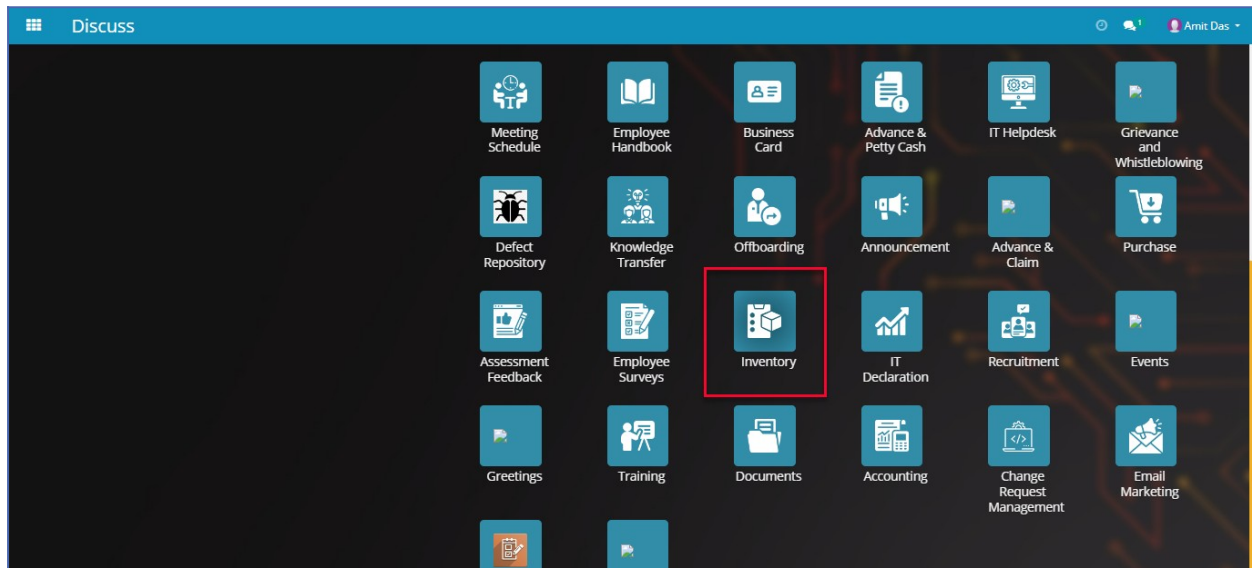 Discuss
1
Amit Das
Meeting
Schedule
Employee
Handbook
Business
Card
Advance &
Petty Cash
IT Helpdesk
Grievance
and
Whistleblowing
Defect
Repository
Knowledge
Transfer
Offboarding
Announcement
Advance &
Claim
Purchase
Assessment
Feedback
Employee
Surveys
Inventory
IT
Declaration
Recruitment
Events
Greetings
Training
Documents
Accounting
Change
Request
Management
Email
Marketing